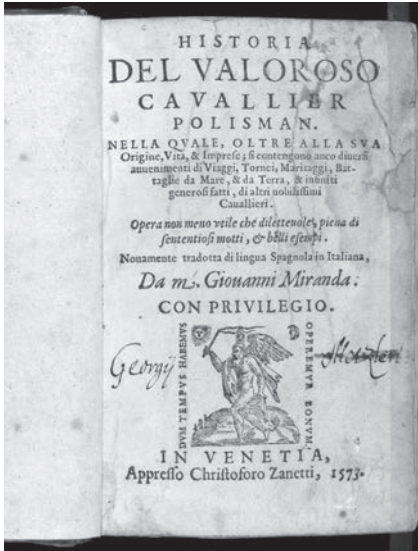 HISTORIA
DEL VALOROSO
CAVALLIER
POLISMAN.
NELLA QVALE, OLTRE ALLA SVA
Origine, Vita, & Imprese; si contengono anco diuersi
auuenimenti di Viaggi, Tornei, Maritaggi, Bat-
taglie da Mare, & da Terra, & infiniti
generosi fatti, di altri nobilissimi
Cauallieri.
Opera non meno vtile che diletteuole, piena di
sententiosi motti, & belli esempi.
Nouamente tradotta di lingua Spagnola in Italiana,
Da m. Giouanni Miranda.
CON PRIVILEGIO.
DVM TEMPVS HABEMVS
OPEREMVR BONVM
Georgij
IN VENETIA,
Appresso Christoforo Zanetti, 1573.